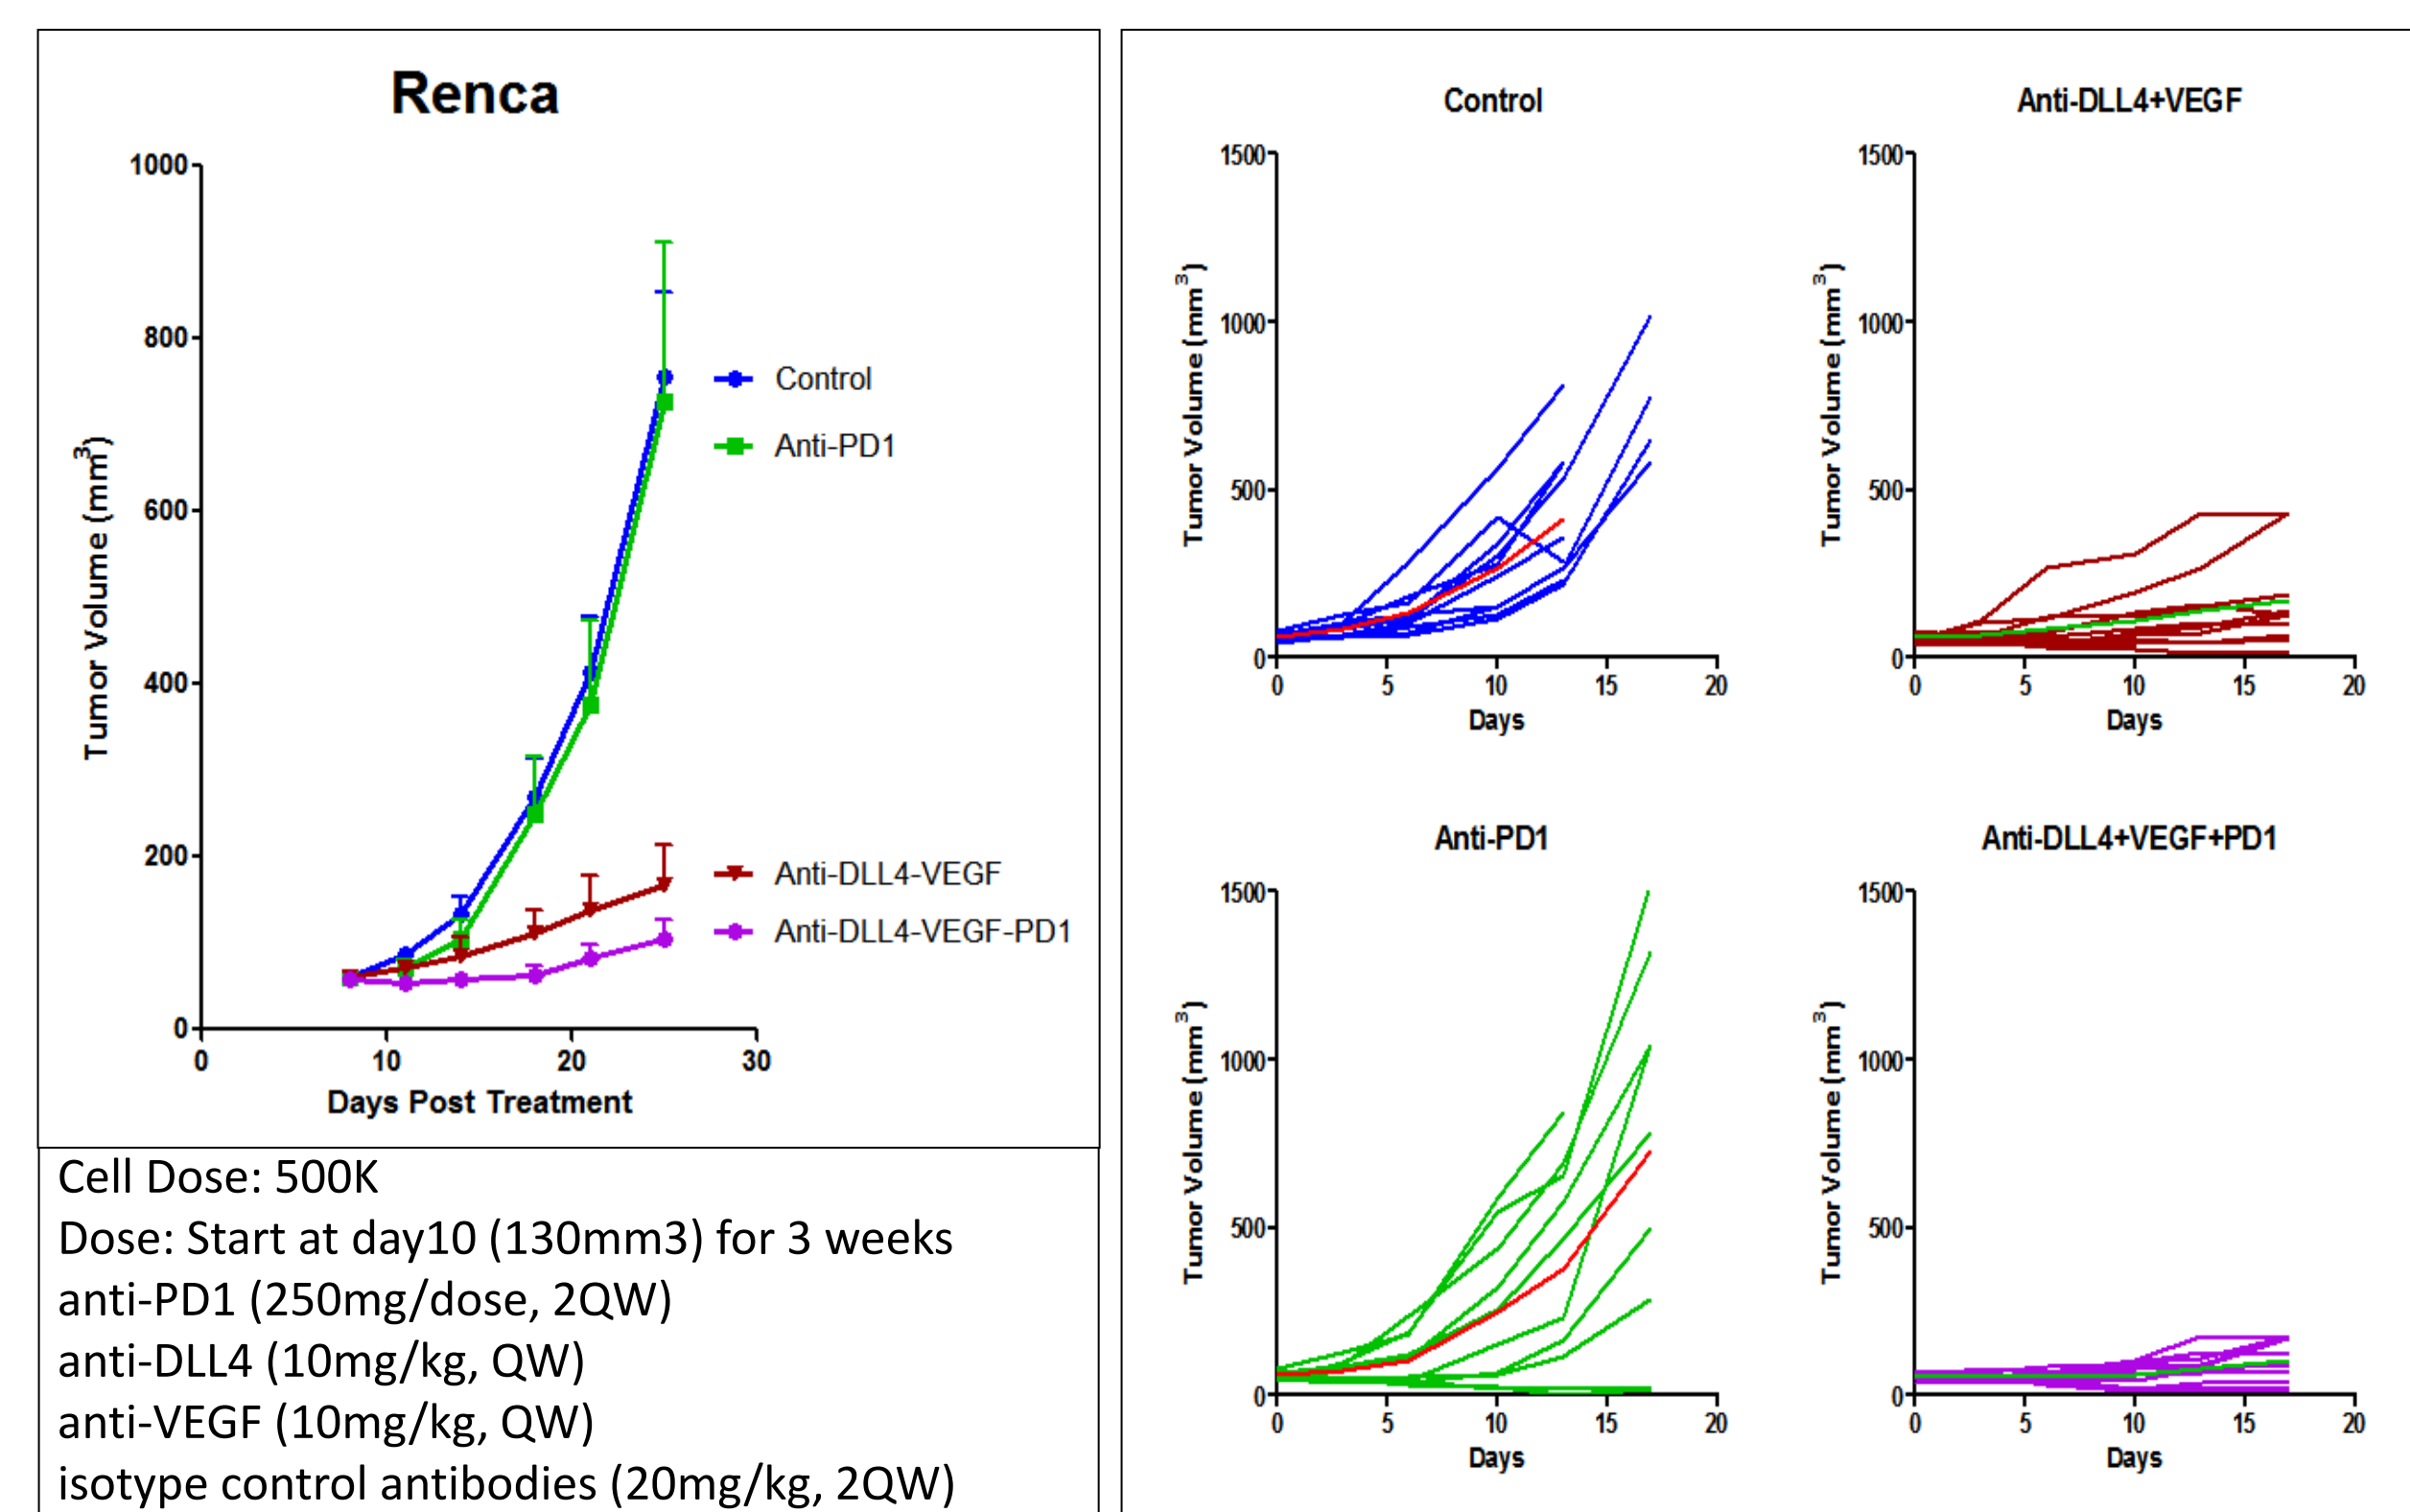 Renca
1000
800
600
400
200
0
Tumor Volume (mm3)
0 10 20 30
Days Post Treatment
Control
Anti-PD1
Anti-DLL4-VEGF
Anti-DLL4-VEGF-PD1
Cell Dose: 500K
Dose: Start at day10 (130mm3) for 3 weeks
anti-PD1 (250mg/dose, 2QW)
anti-DLL4 (10mg/kg, QW)
anti-VEGF (10mg/kg, QW)
isotype control antibodies (20mg/kg, 2QW)
Control
1500
1000
500
0
Tumor Volume (mm3)
0 5 10 15 20
Days
Anti-DLL4+VEGF
1500
1000
500
0
Tumor Volume (mm3)
0 5 10 15 20
Days
Anti-PD1
1500
1000
500
0
Tumor Volume (mm3)
0 5 10 15 20
Days
Anti-DLL4+VEGF+PD1
1500
1000
500
0
Tumor Volume (mm3)
0 5 10 15 20
Days